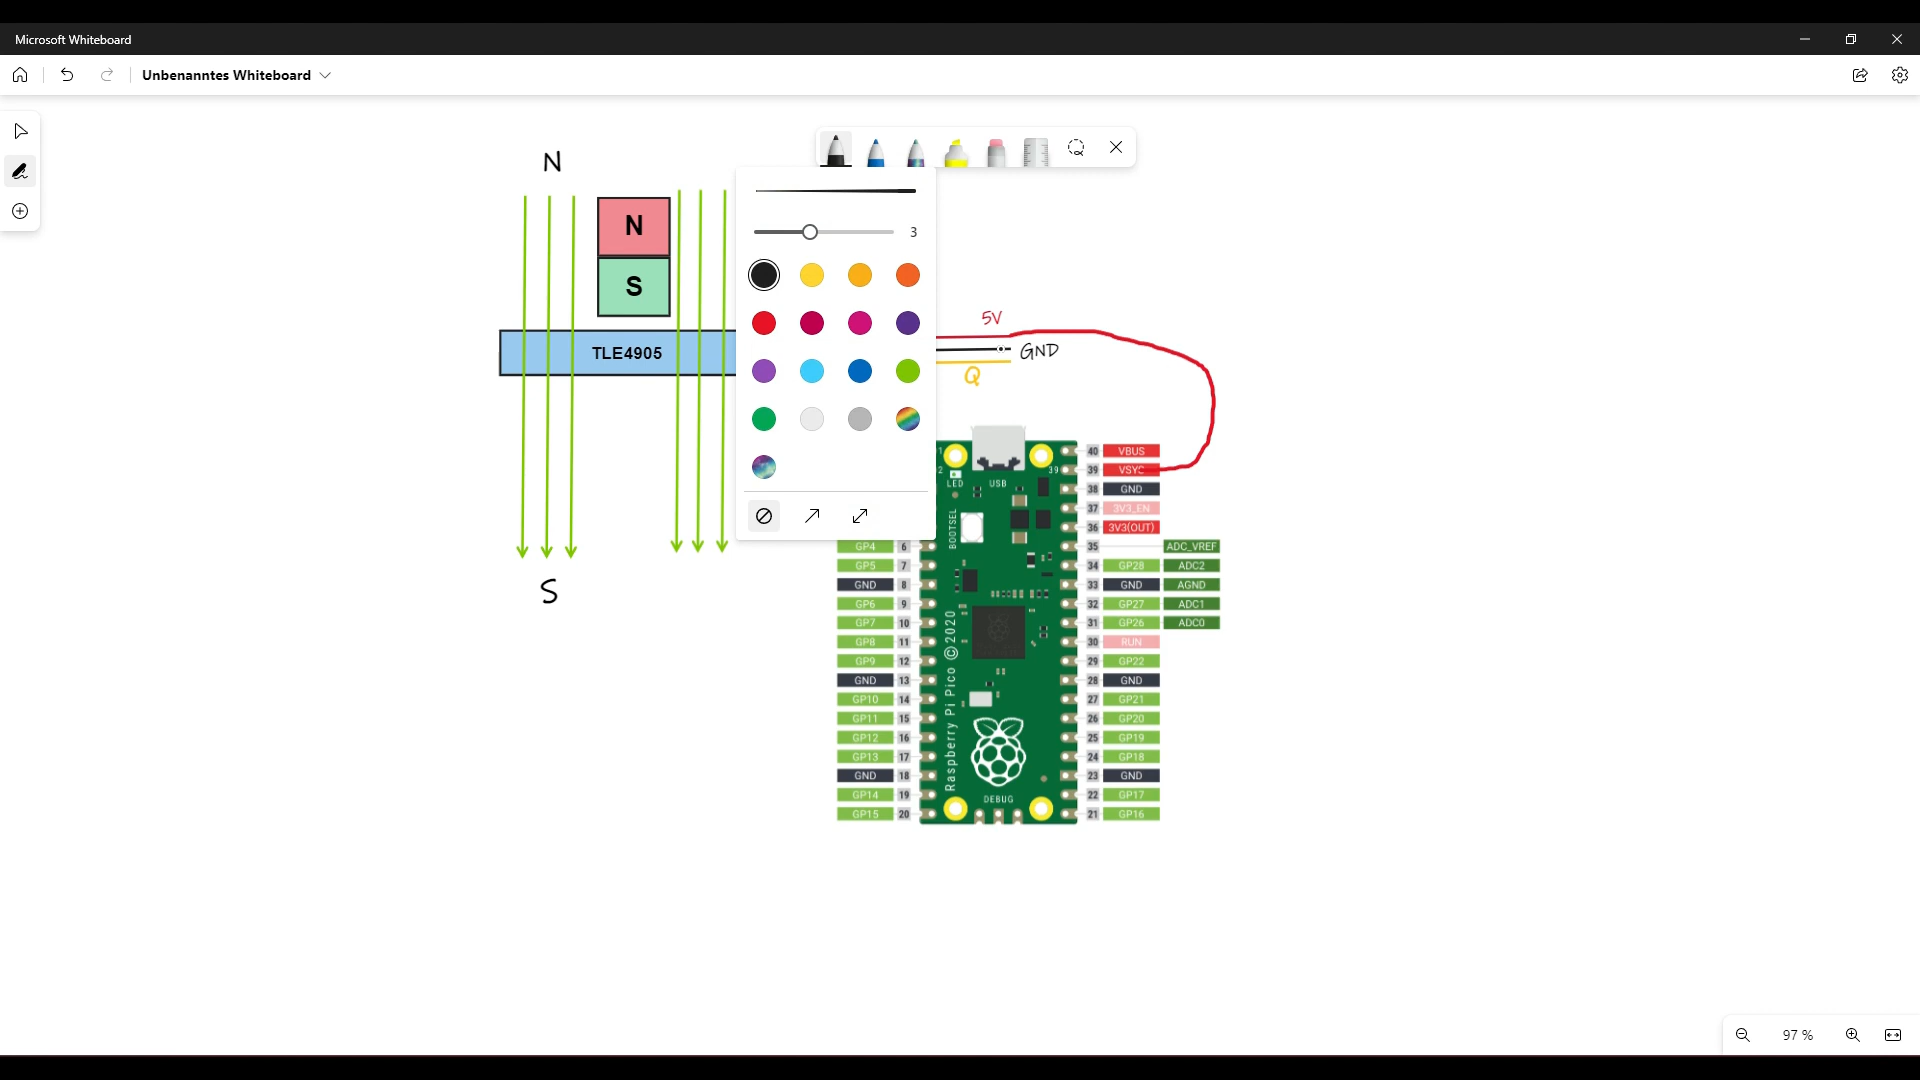 Microsoft Whiteboard
Unbenanntes Whiteboard
N
N
S
3
TLE4905
5V
GND
Q
S
LED
USB
BOOTSEL
39
40 VBUS
39 VSYC
38 GND
37 3V3_EN
36 3V3(OUT)
GP4 6
35 ADC_VREF
GP5 7
34 GP28 ADC2
GND 8
33 GND AGND
GP6 9
32 GP27 ADC1
GP7 10
31 GP26 ADC0
GP8 11
30 RUN
GP9 12
29 GP22
GND 13
28 GND
GP10 14
27 GP21
GP11 15
26 GP20
GP12 16
25 GP19
GP13 17
24 GP18
GND 18
23 GND
GP14 19
22 GP17
GP15 20
21 GP16
Raspberry Pi Pico ©2020
DEBUG
97 %